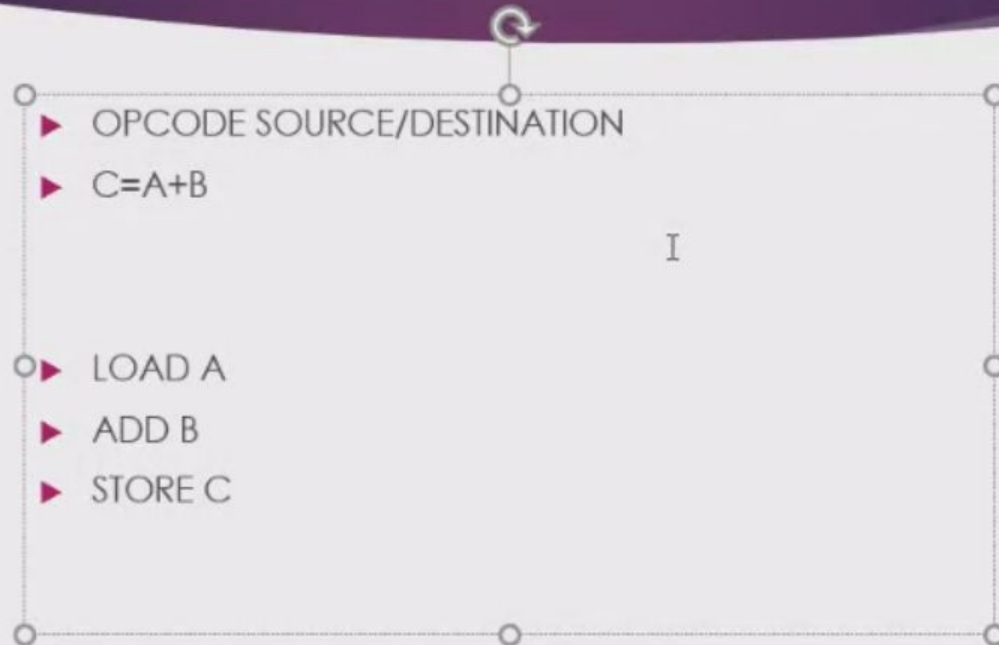 OPCODE SOURCE/DESTINATION
C=A+B
LOAD A
ADD B
STORE C